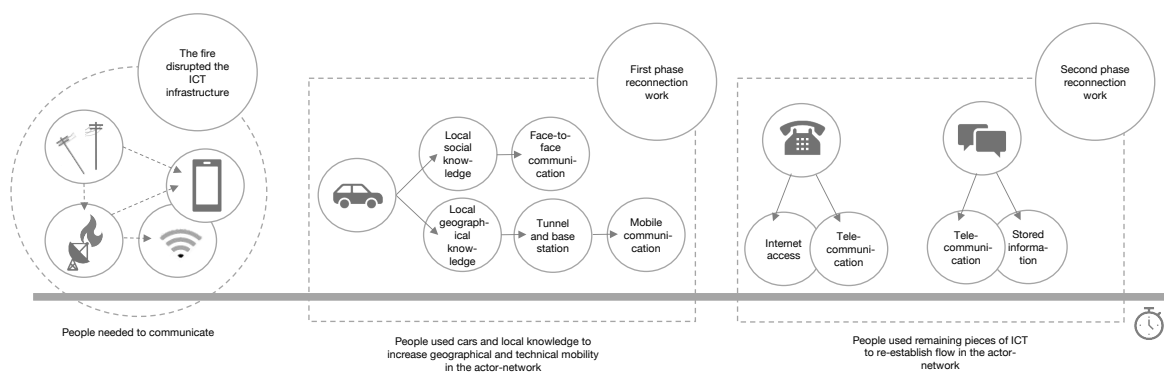 The fire
disrupted the
ICT
infrastructure
People needed to communicate
First phase
reconnection
work
Local
social
know-
ledge
Face-to-
face
commu-
nication
Local
geograph-
ical
know-
ledge
Tunnel
and base
station
Mobile
communi-
cation
People used cars and local knowledge to
increase geographical and technical mobility
in the actor-network
Second phase
reconnection
work
Internet
access
Tele-
communi-
cation
Tele-
communi-
cation
Stored
informa-
tion
People used remaining pieces of ICT
to re-establish flow in the actor-
network